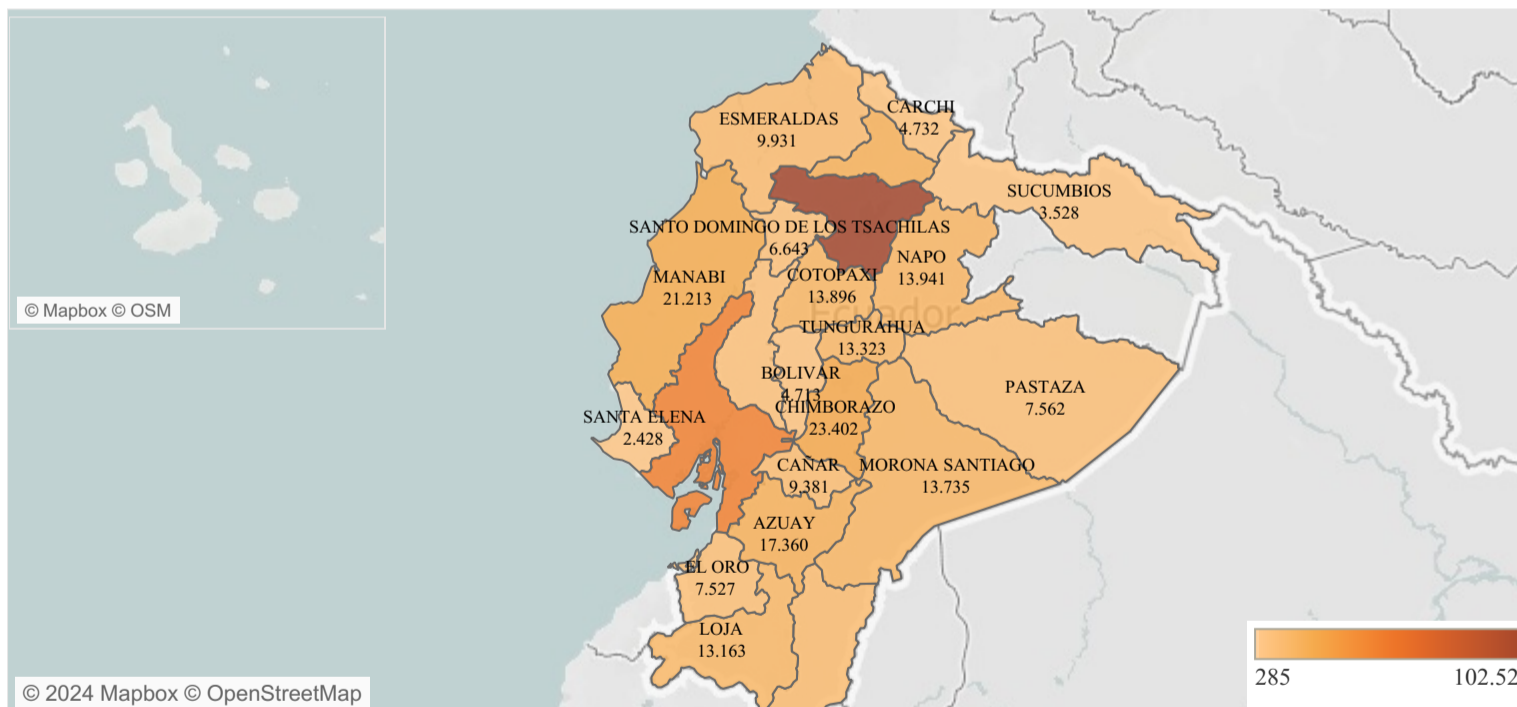 © Mapbox © OSM
CARCHI
4.732
ESMERALDAS
9.931
SUCUMBIOS
3.528
SANTO DOMINGO DE LOS TSACHILAS
6.643
NAPO
13.941
MANABI
21.213
COTOPAXI
13.896
Ecuador
TUNGURAHUA
13.323
BOLIVAR
4.713
PASTAZA
7.562
CHIMBORAZO
23.402
SANTA ELENA
2.428
CAÑAR
9.381
MORONA SANTIAGO
13.735
AZUAY
17.360
EL ORO
7.527
LOJA
13.163
285
102.52
© 2024 Mapbox © OpenStreetMap